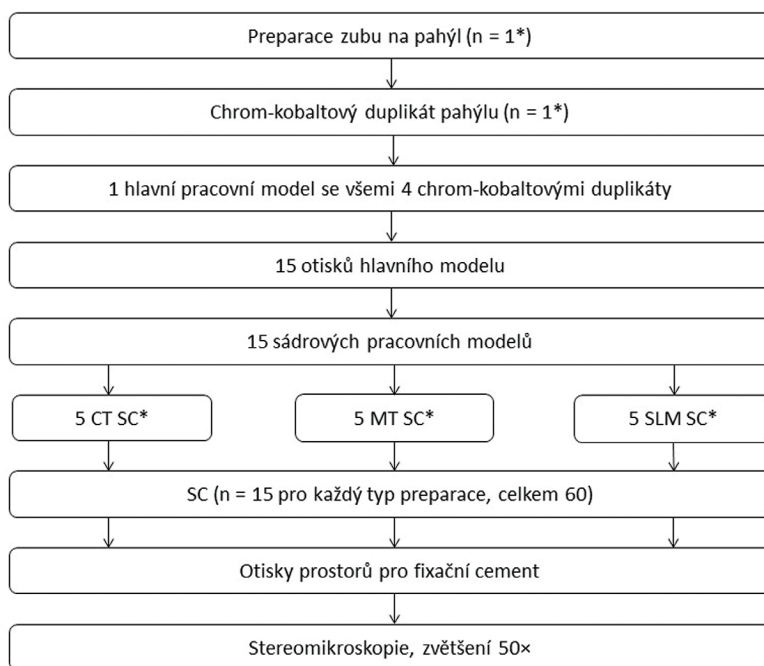 Preparace zubu na pahýl (n = 1*)
Chrom-kobaltový duplikát pahýlu (n = 1*)
1 hlavní pracovní model se všemi 4 chrom-kobaltovými duplikáty
15 otisků hlavního modelu
15 sádrových pracovních modelů
5 CT SC*
5 MT SC*
5 SLM SC*
SC (n = 15 pro každý typ preparace, celkem 60)
Otisky prostorů pro fixační cement
Stereomikroskopie, zvětšení 50×